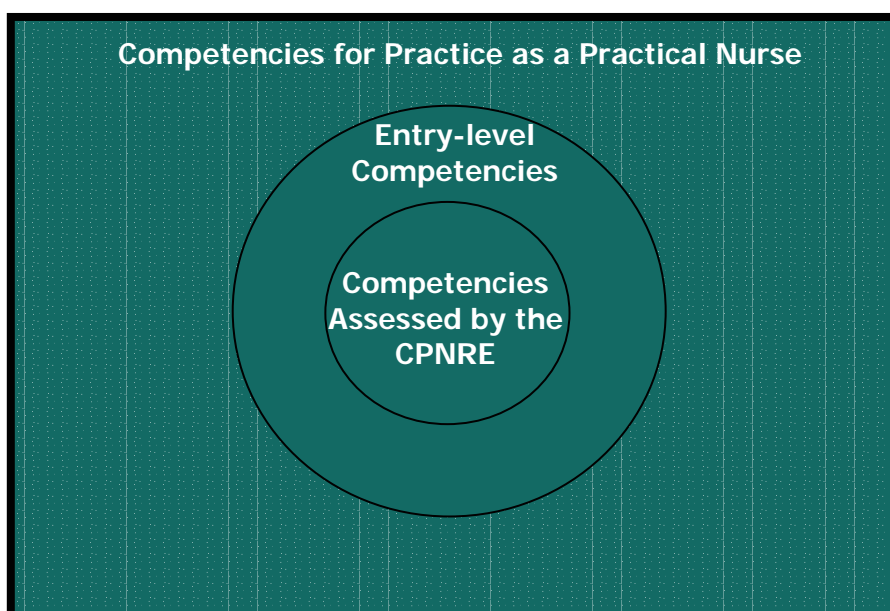 Competencies for Practice as a Practical Nurse
Entry-level
Competencies
Competencies
Assessed by the
CPNRE